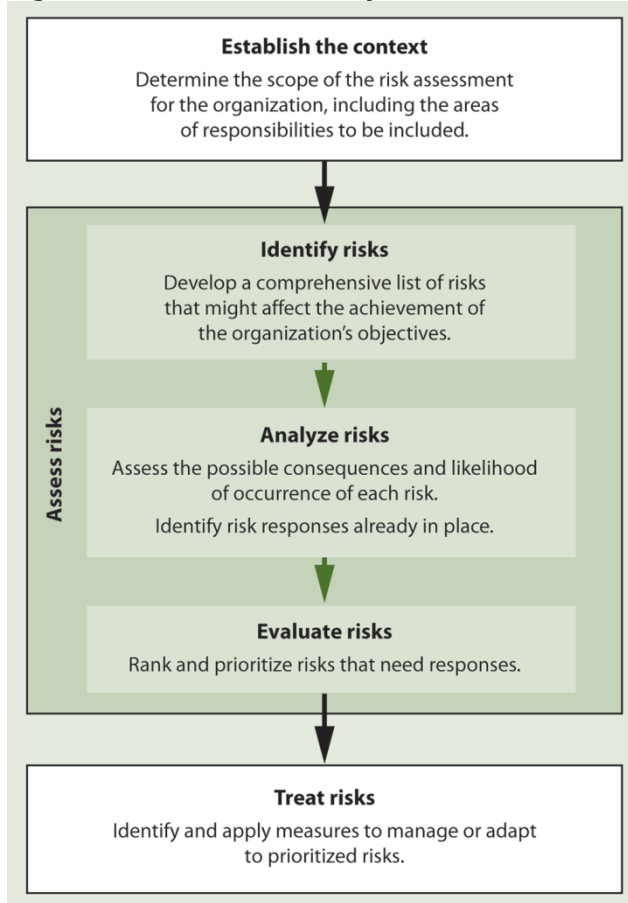 Establish the context
Determine the scope of the risk assessment
for the organization, including the areas
of responsibilities to be included.
Assess risks
Identify risks
Develop a comprehensive list of risks
that might affect the achievement of
the organization's objectives.
Analyze risks
Assess the possible consequences and likelihood
of occurrence of each risk.
Identify risk responses already in place.
Evaluate risks
Rank and prioritize risks that need responses.
Treat risks
Identify and apply measures to manage or adapt
to prioritized risks.